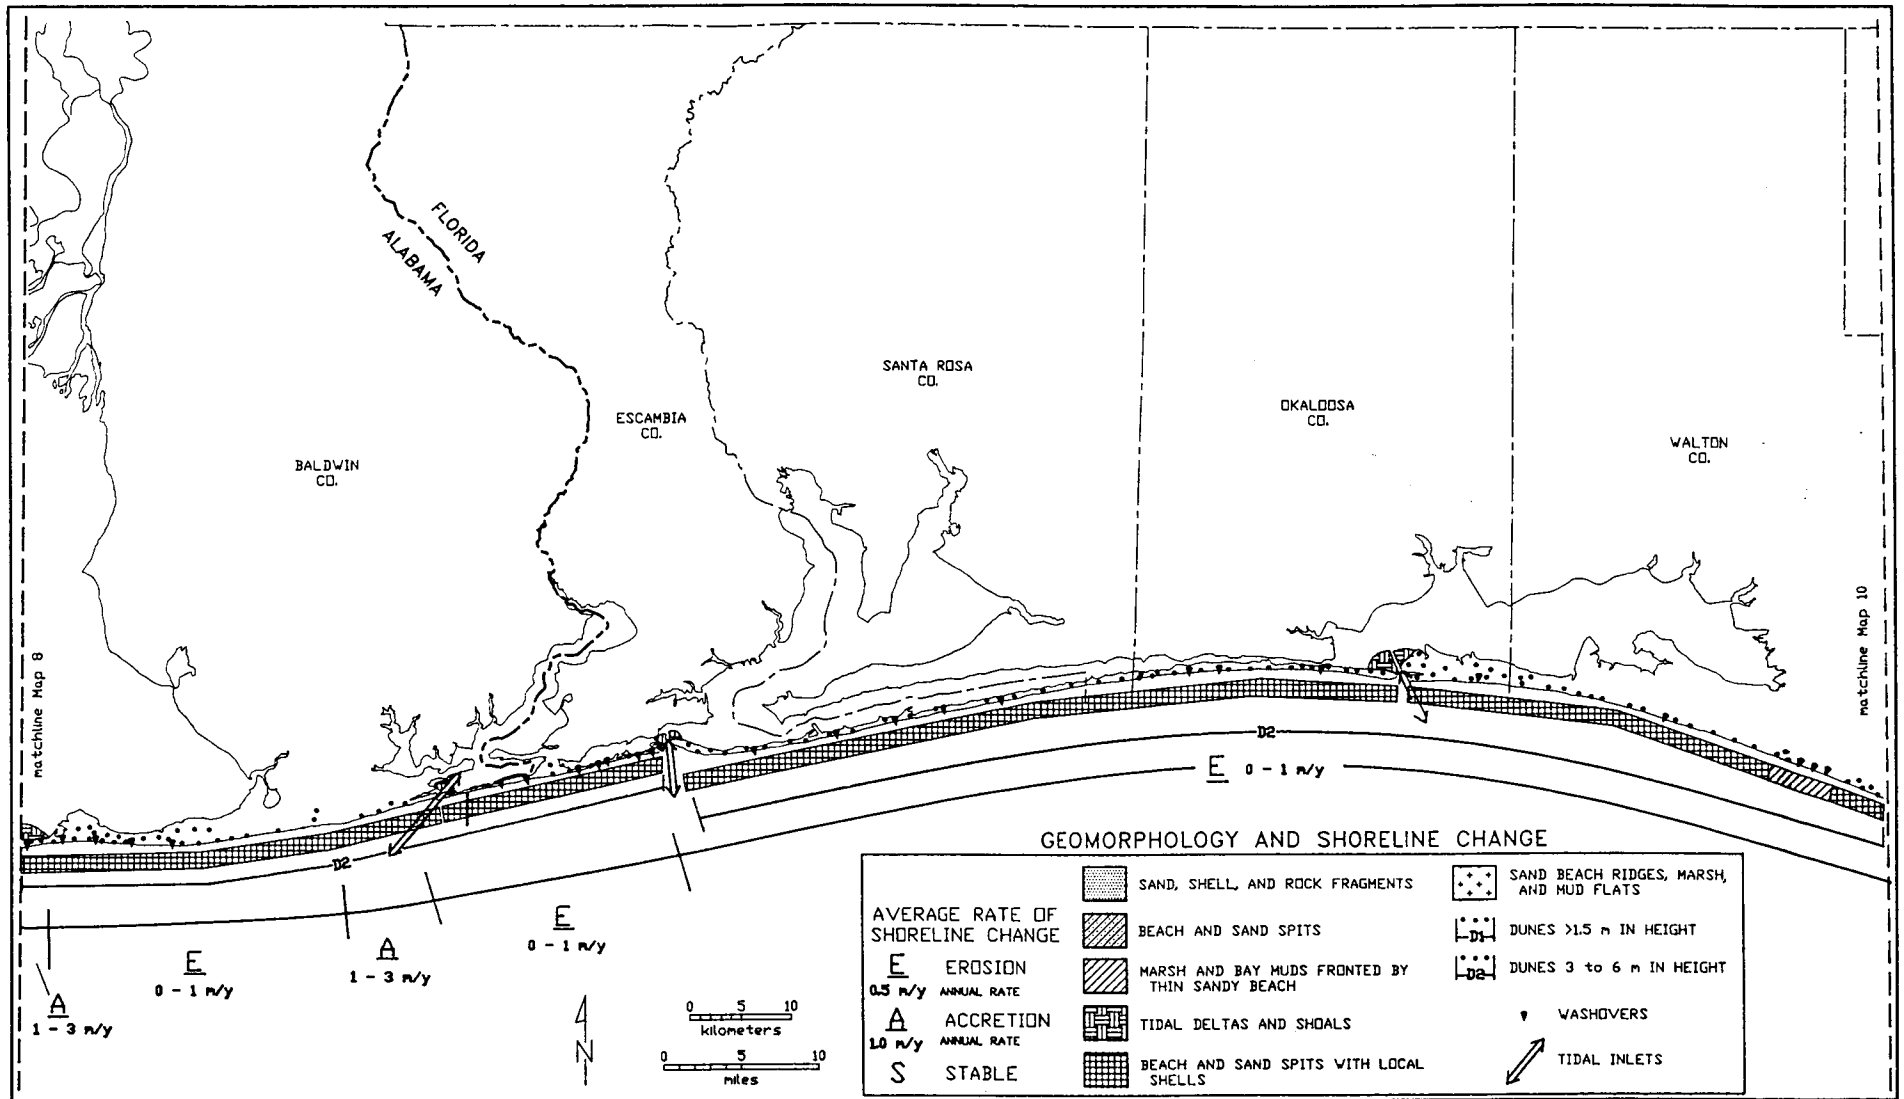 FLORIDA
ALABAMA
SANTA ROSA
CO.
ESCAMBIA
CO.
OKALOOSA
CO.
WALTON
CO.
BALDWIN
CO.
matchline Map 8
matchline Map 10
D2
D2
E 0 - 1 m/y
E
0 - 1 m/y
A
1 - 3 m/y
E
0 - 1 m/y
A
1 - 3 m/y
N
0 5 10
kilometers
0 5 10
miles
GEOMORPHOLOGY AND SHORELINE CHANGE
AVERAGE RATE OF
SHORELINE CHANGE
E EROSION
0.5 m/y ANNUAL RATE
A ACCRETION
1.0 m/y ANNUAL RATE
S STABLE
SAND, SHELL, AND ROCK FRAGMENTS
BEACH AND SAND SPITS
MARSH AND BAY MUDS FRONTED BY
THIN SANDY BEACH
TIDAL DELTAS AND SHOALS
BEACH AND SAND SPITS WITH LOCAL
SHELLS
SAND BEACH RIDGES, MARSH,
AND MUD FLATS
D1 DUNES >1.5 m IN HEIGHT
D2 DUNES 3 to 6 m IN HEIGHT
WASHOVERS
TIDAL INLETS